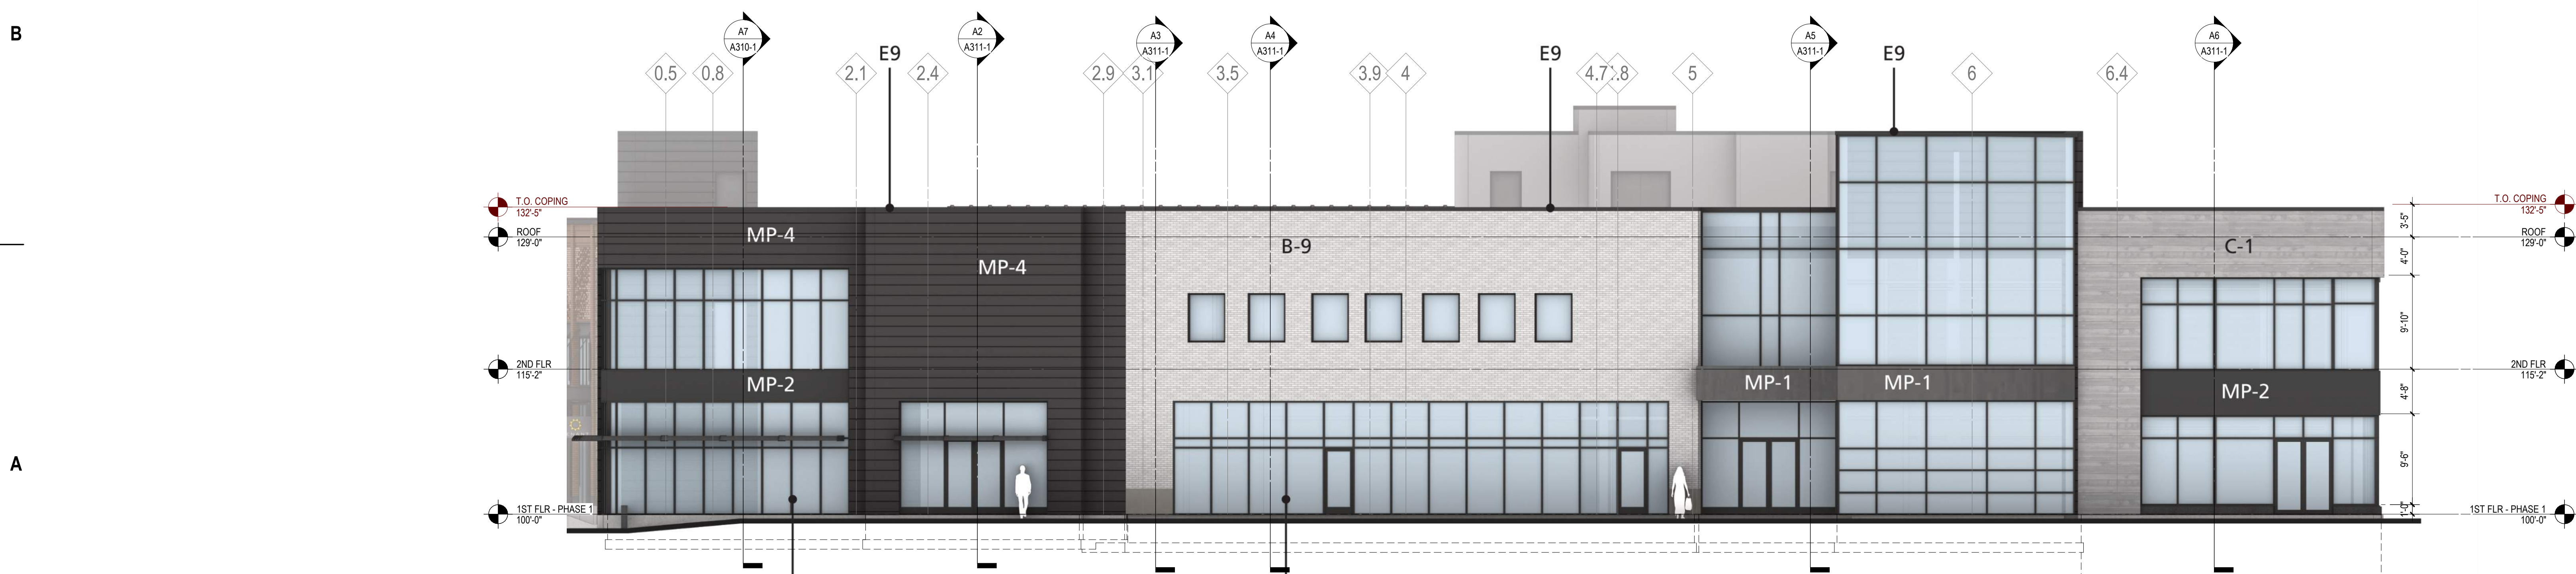 B
A7
A310-1
E9
A2
A311-1
A3
A311-1
A4
A311-1
E9
A5
A311-1
E9
A6
A311-1
0.5
0.8
2.1
2.4
2.9
3.1
3.5
3.9
4
4.7
.8
5
6
6.4
T.O. COPING
132'-5"
ROOF
129'-0"
2ND FLR
115'-2"
1ST FLR - PHASE 1
100'-0"
MP-4
MP-4
B-9
C-1
MP-2
MP-1
MP-1
MP-2
3'-5"
4'-0"
9'-10"
4'-8"
9'-6"
1'-0"
T.O. COPING
132'-5"
ROOF
129'-0"
2ND FLR
115'-2"
1ST FLR - PHASE 1
100'-0"
A